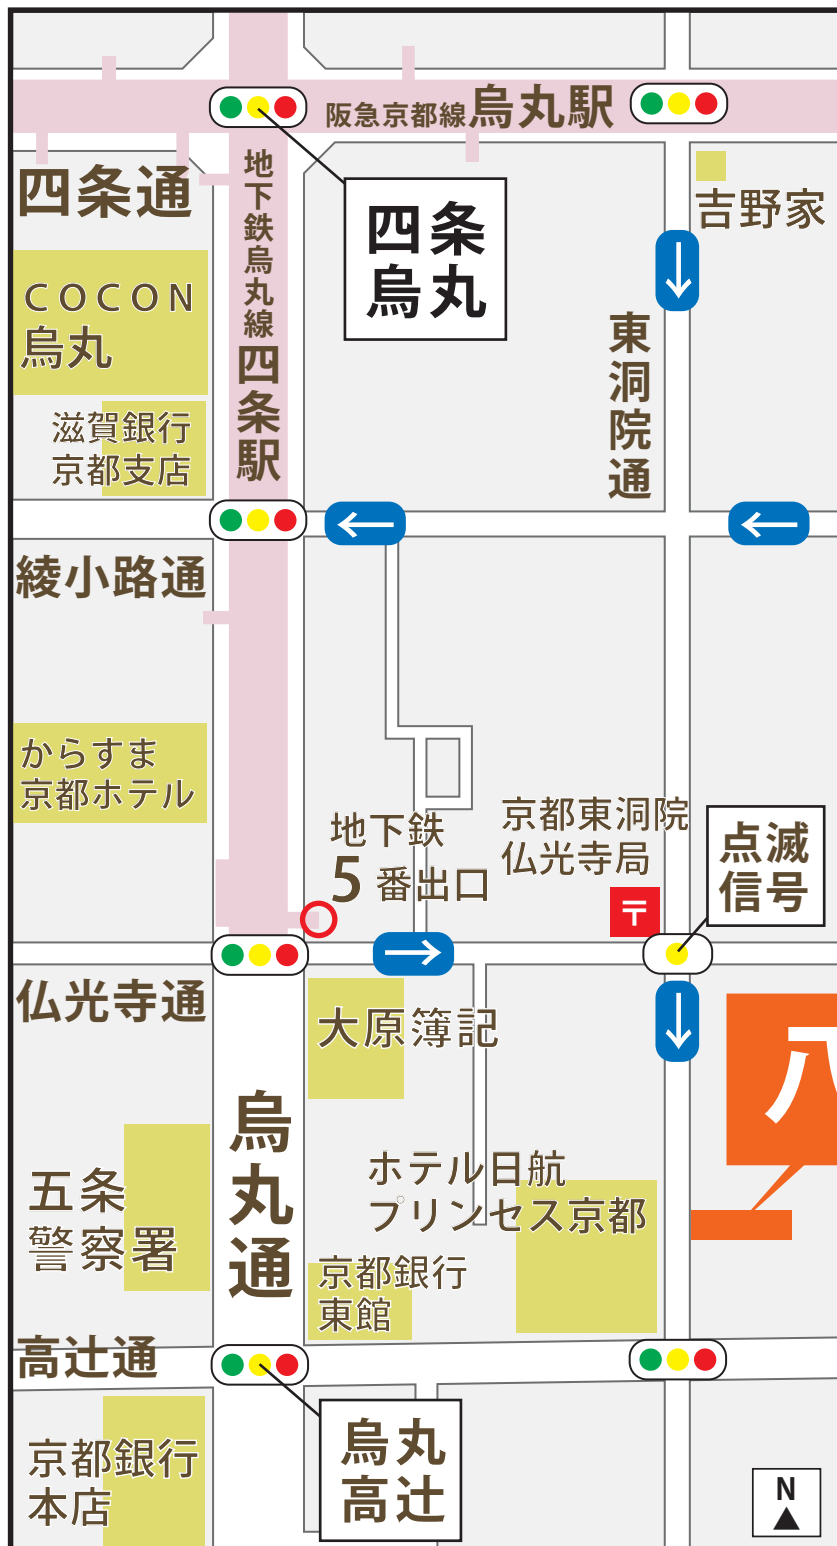 阪急京都線烏丸駅
四条通
地下鉄烏丸線四条駅
四条
烏丸
吉野家
COCON
烏丸
東洞院通
滋賀銀行
京都支店
綾小路通
からすま
京都ホテル
地下鉄
5番出口
京都東洞院
仏光寺局
点滅
信号
〒
仏光寺通
大原簿記
八
烏丸通
五条
警察署
ホテル日航
プリンセス京都
京都銀行
東館
高辻通
烏丸
高辻
京都銀行
本店
N